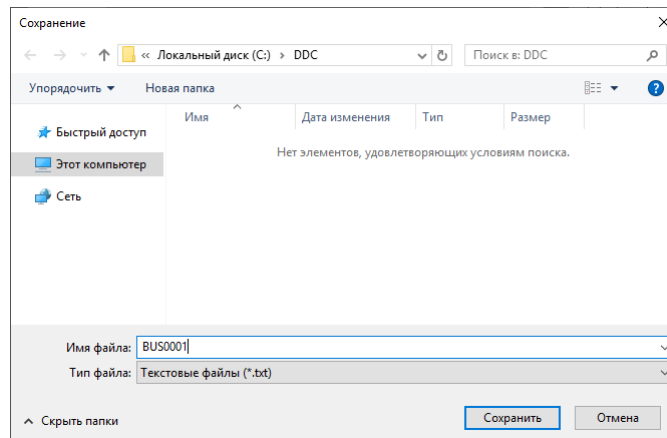 Сохранение
« Локальный диск (C:) › DDC
Поиск в: DDC
Упорядочить
Новая папка
Имя
Дата изменения
Тип
Размер
Быстрый доступ
Этот компьютер
Сеть
Нет элементов, удовлетворяющих условиям поиска.
Имя файла: BUS0001
Тип файла: Текстовые файлы (*.txt)
Скрыть папки
Сохранить
Отмена